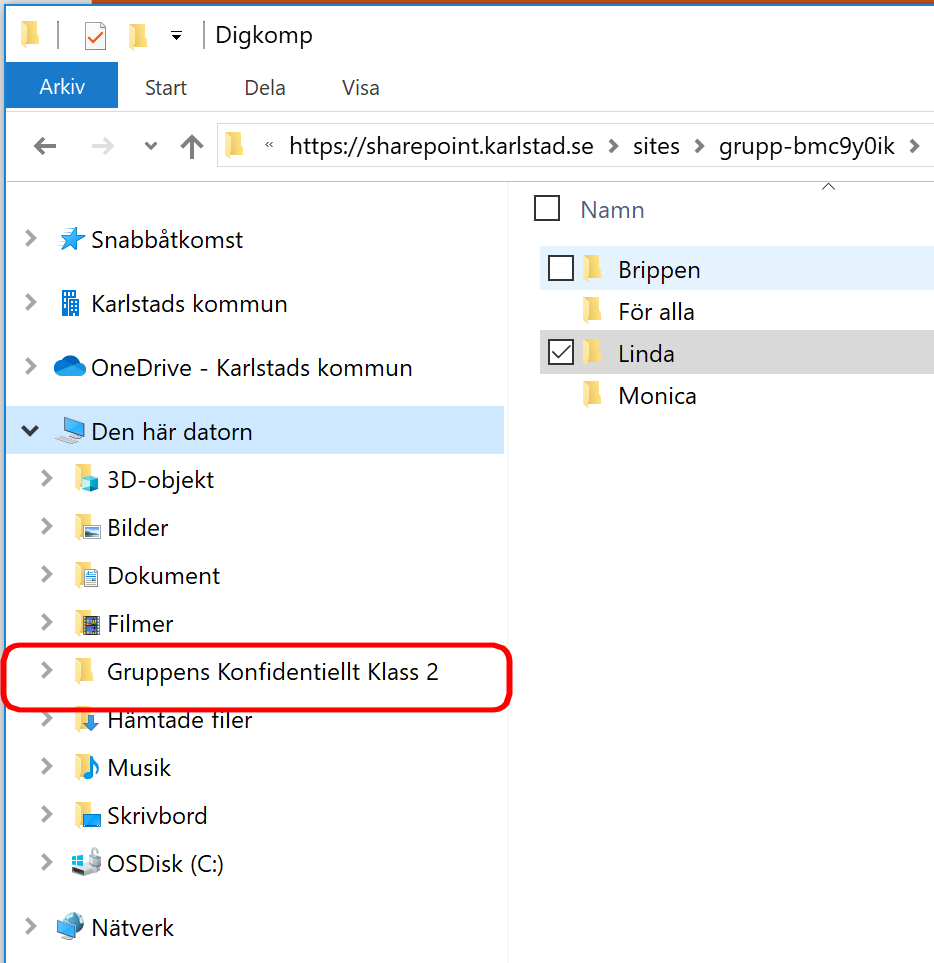 Digkomp
Arkiv Start Dela Visa
« https://sharepoint.karlstad.se > sites > grupp-bmc9y0ik >
Snabbåtkomst
Karlstads kommun
OneDrive - Karlstads kommun
Den här datorn
3D-objekt
Bilder
Dokument
Filmer
Gruppens Konfidentiellt Klass 2
Hämtade filer
Musik
Skrivbord
OSDisk (C:)
Nätverk
Namn
Brippen
För alla
Linda
Monica